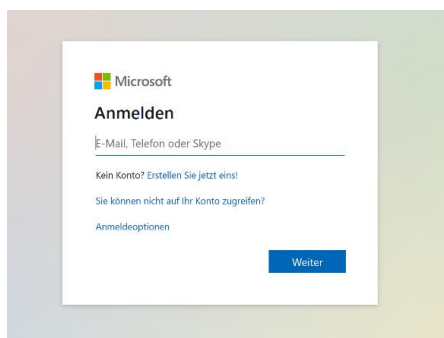 Microsoft
Anmelden
E-Mail, Telefon oder Skype
Kein Konto? Erstellen Sie jetzt eins!
Sie können nicht auf Ihr Konto zugreifen?
Anmeldeoptionen
Weiter